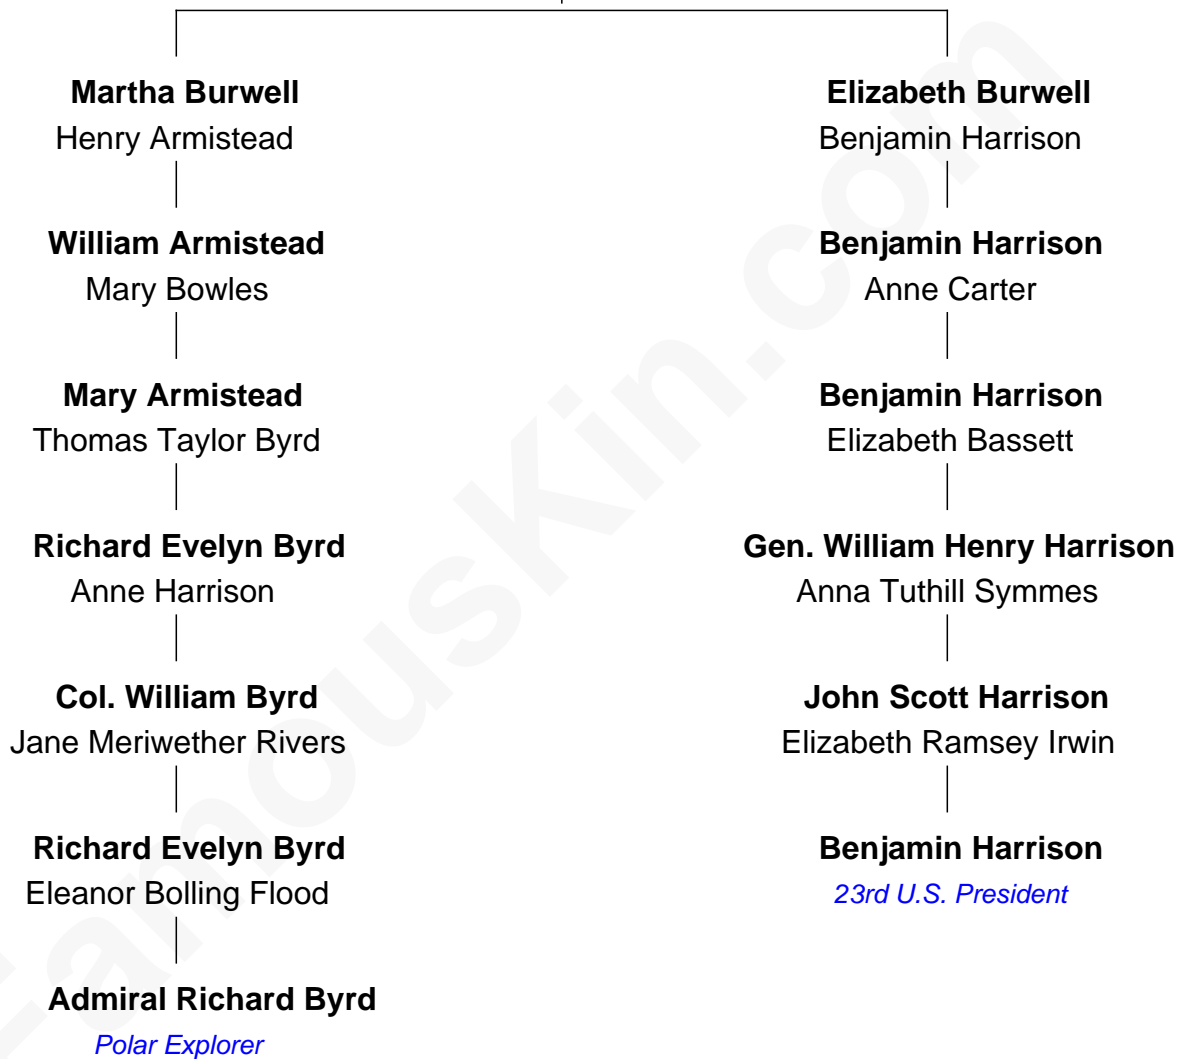 Martha Burwell
Henry Armistead
William Armistead
Mary Bowles
Mary Armistead
Thomas Taylor Byrd
Richard Evelyn Byrd
Anne Harrison
Col. William Byrd
Jane Meriwether Rivers
Richard Evelyn Byrd
Eleanor Bolling Flood
Admiral Richard Byrd
Polar Explorer
Elizabeth Burwell
Benjamin Harrison
Benjamin Harrison
Anne Carter
Benjamin Harrison
Elizabeth Bassett
Gen. William Henry Harrison
Anna Tuthill Symmes
John Scott Harrison
Elizabeth Ramsey Irwin
Benjamin Harrison
23rd U.S. President
FamousKin.com